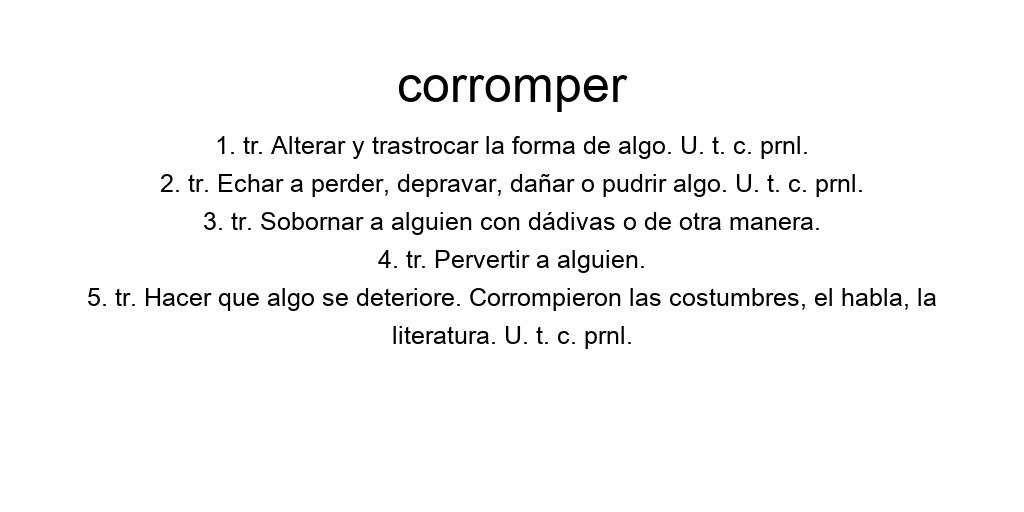 corromper
1. tr. Alterar y trastrocar la forma de algo. U. t. c. prnl.
2. tr. Echar a perder, depravar, dañar o pudrir algo. U. t. c. prnl.
3. tr. Sobornar a alguien con dádivas o de otra manera.
4. tr. Pervertir a alguien.
5. tr. Hacer que algo se deteriore. Corrompieron las costumbres, el habla, la
literatura. U. t. c. prnl.